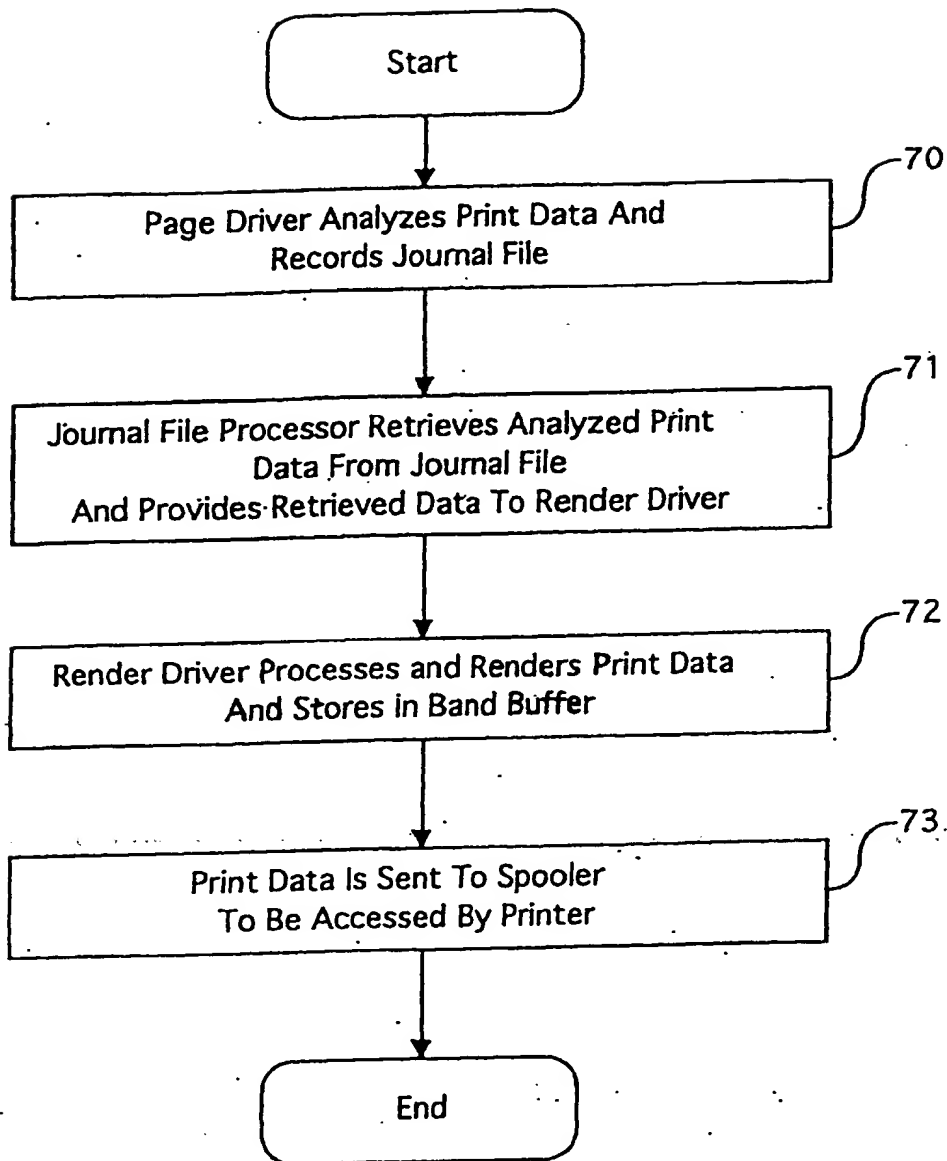 Start
70
Page Driver Analyzes Print Data And
Records Journal File
71
Journal File Processor Retrieves Analyzed Print
Data From Journal File
And Provides Retrieved Data To Render Driver
72
Render Driver Processes and Renders Print Data
And Stores in Band Buffer
73
Print Data Is Sent To Spooler
To Be Accessed By Printer
End